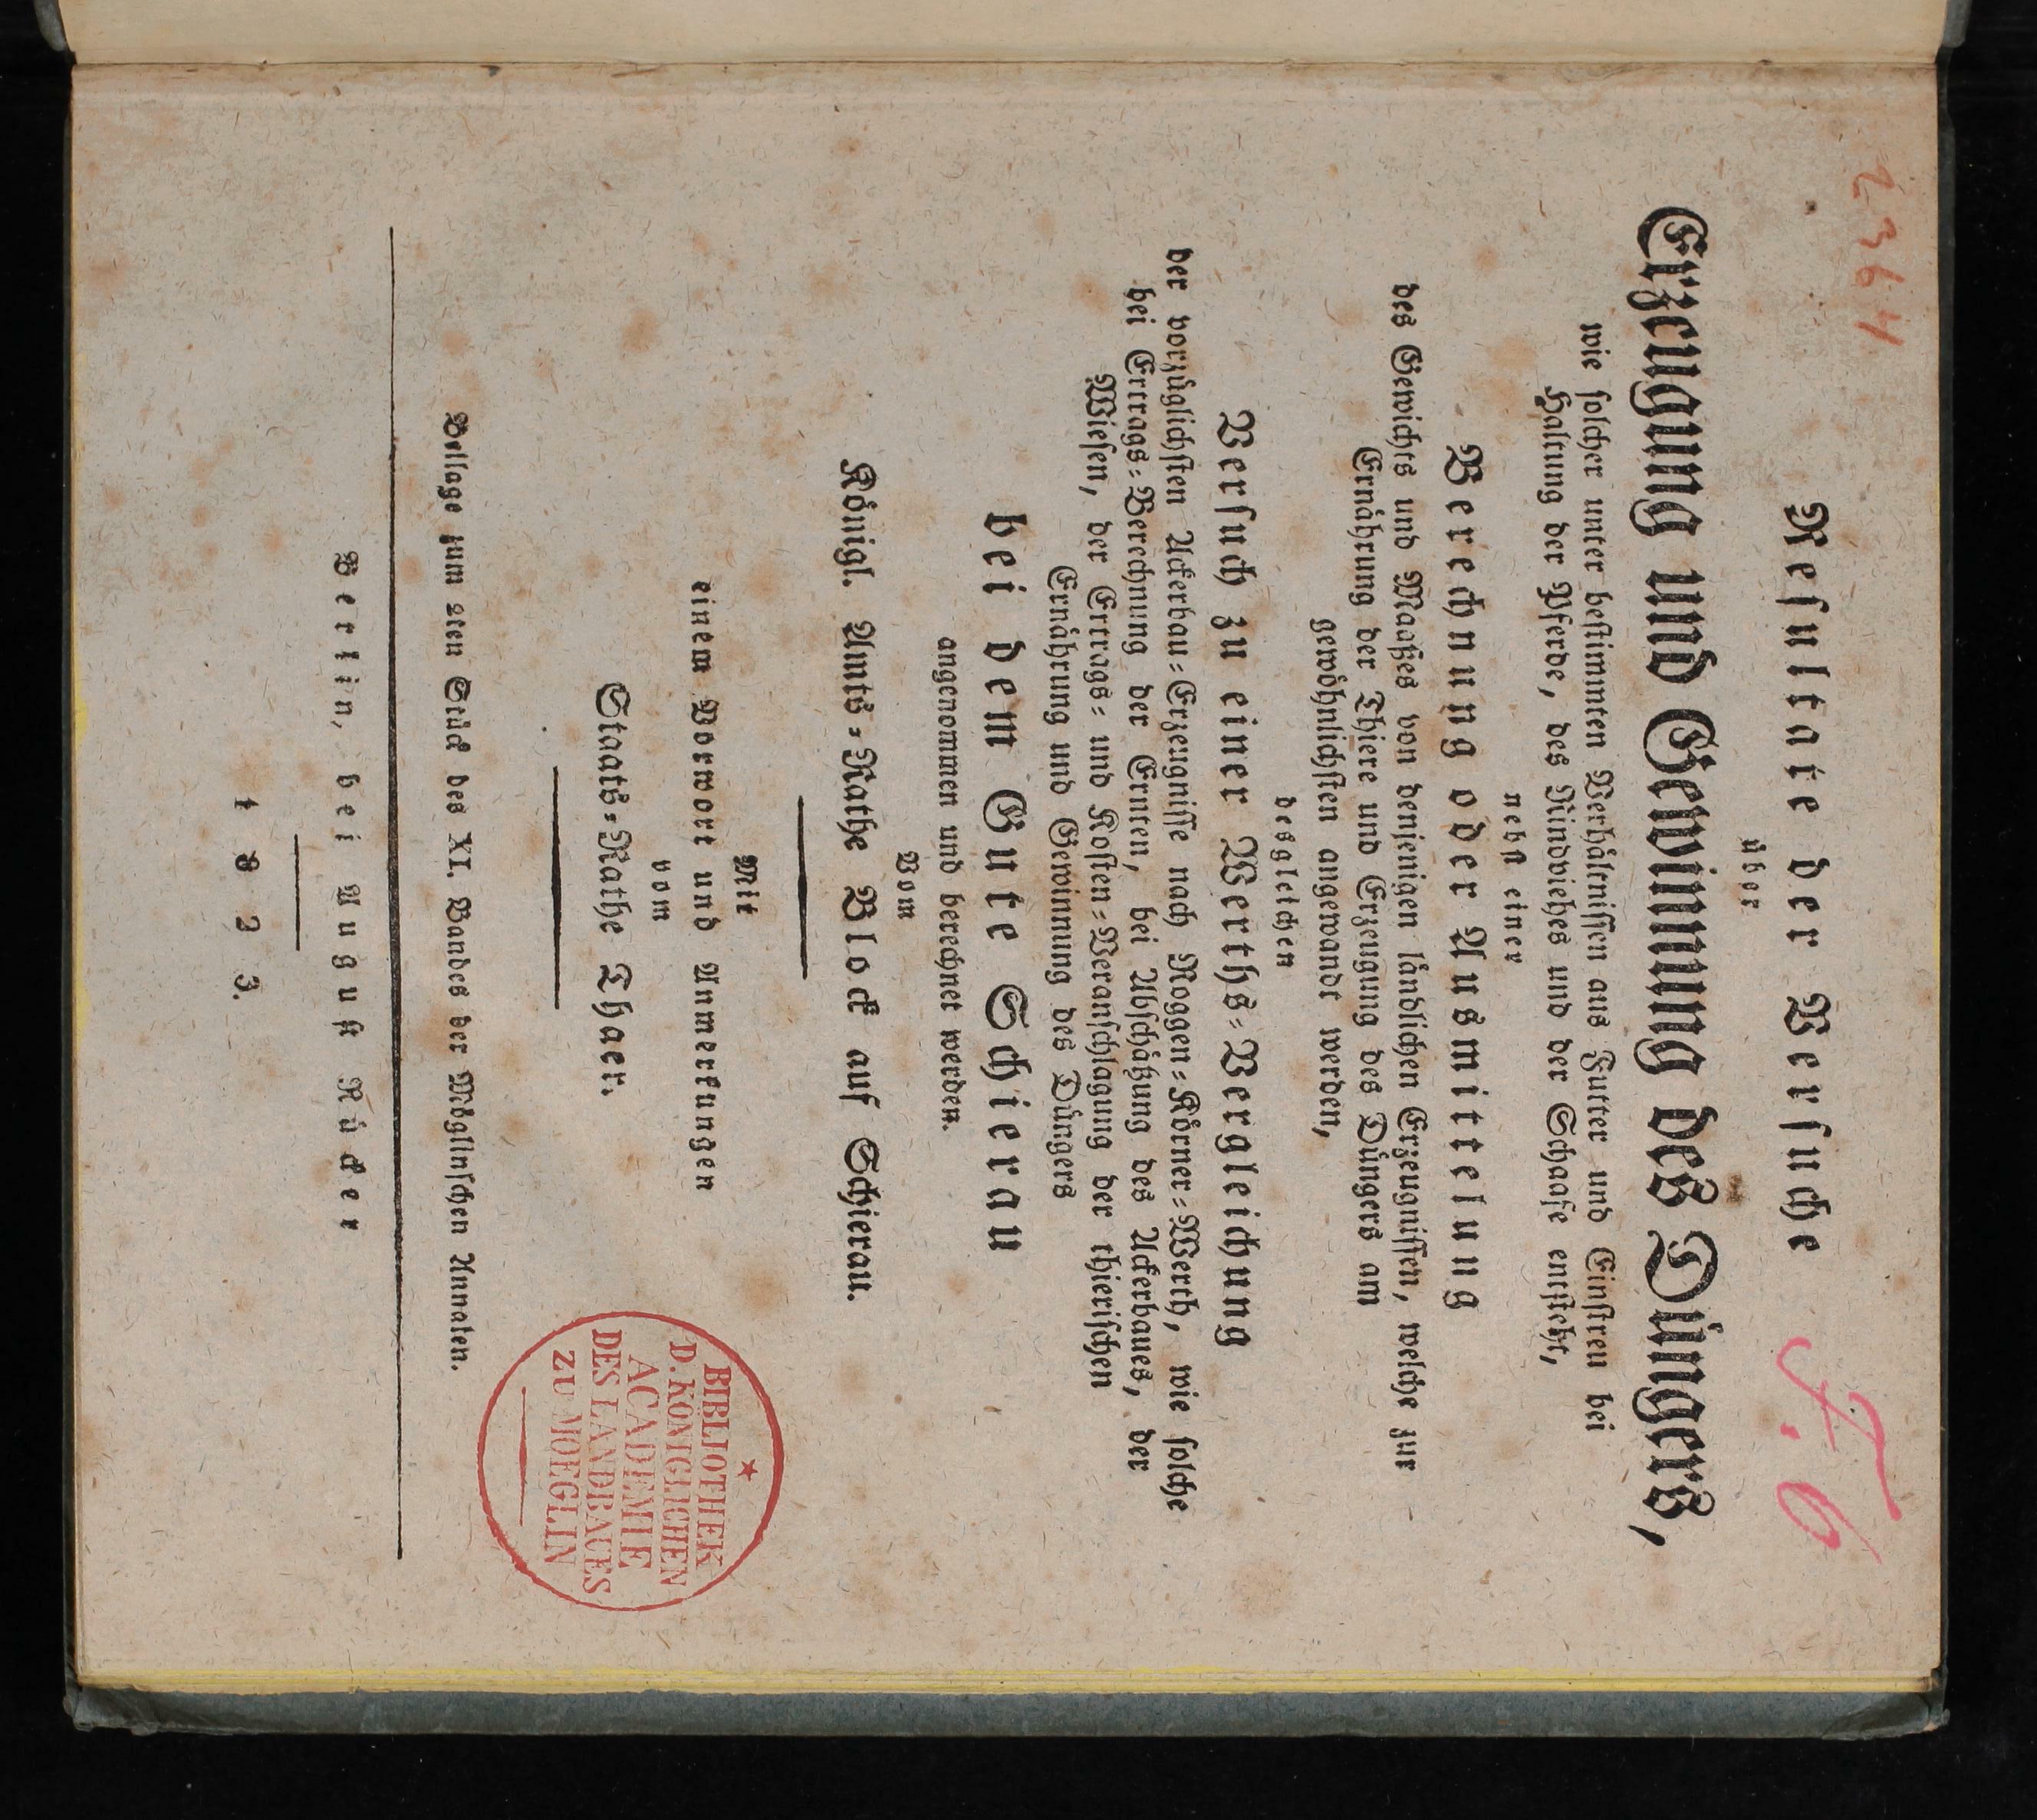 2364
F. 6
Resultate der Versuche
über
Erzeugung und Gewinnung des Düngers,
wie solcher unter bestimmten Verhältnissen aus Futter und Einstreu bei
Haltung der Pferde, des Rindviehes und der Schaafe entsteht,
nebst einer
Berechnung oder Ausmittelung
des Gewichts und Maaßes von denjenigen ländlichen Erzeugnissen, welche zur
Ernährung der Thiere und Erzeugung des Düngers am
gewöhnlichsten angewandt werden,
desgleichen
Versuch zu einer Werths-Vergleichung
der vorzüglichsten Ackerbau-Erzeugnisse nach Roggen-Körner-Werth, wie solche
bei Ertrags-Berechnung der Ernten, bei Abschätzung des Ackerbaues, der
Wiesen, der Ertrags- und Kosten-Veranschlagung der thierischen
Ernährung und Gewinnung des Düngers
bei dem Gute Schierau
angenommen und berechnet werden.
Vom
Königl. Amts-Rathe Block auf Schierau.
Mit
einem Vorwort und Anmerkungen
vom
Staats-Rathe Thaer.
Beilage zum 2ten Stück des XI. Bandes der Möglinschen Annalen.
Berlin, bei August Rücker
1823.
BIBLIOTHEK
D. KÖNIGLICHEN
ACADEMIE
DES LANDBAUES
ZU MOEGLIN